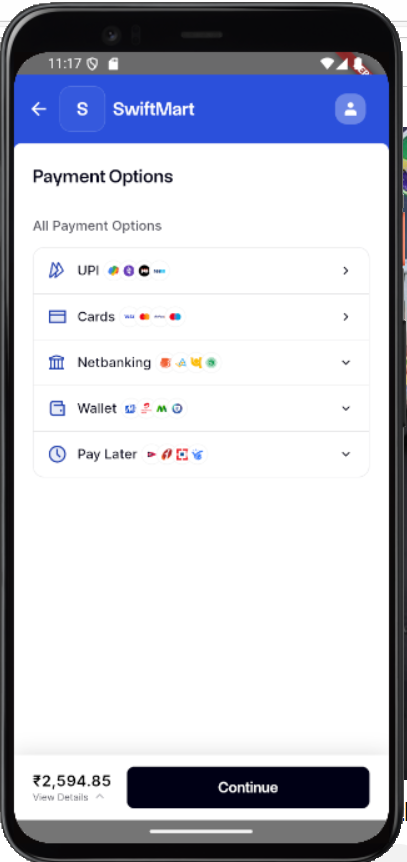 11:17
S SwiftMart
Payment Options
All Payment Options
UPI
Cards
Netbanking
Wallet
Pay Later
₹2,594.85
View Details
Continue